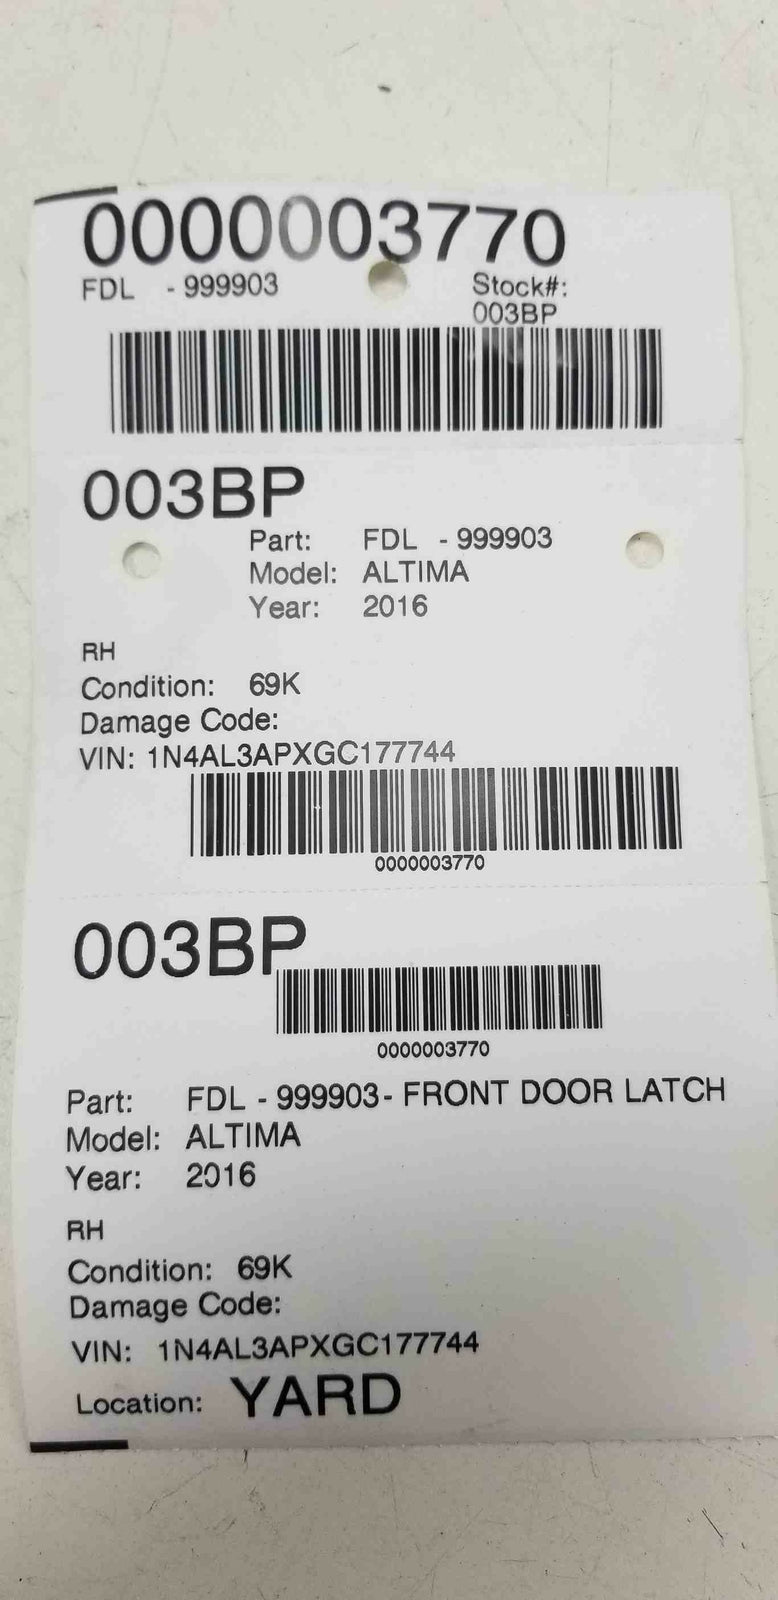 0000003770
FDL - 999903 Stock#:
003BP
003BP
Part: FDL - 999903
Model: ALTIMA
Year: 2016
RH
Condition: 69K
Damage Code:
VIN: 1N4AL3APXGC177744
0000003770
003BP
0000003770
Part: FDL - 999903- FRONT DOOR LATCH
Model: ALTIMA
Year: 2016
RH
Condition: 69K
Damage Code:
VIN: 1N4AL3APXGC177744
Location: YARD